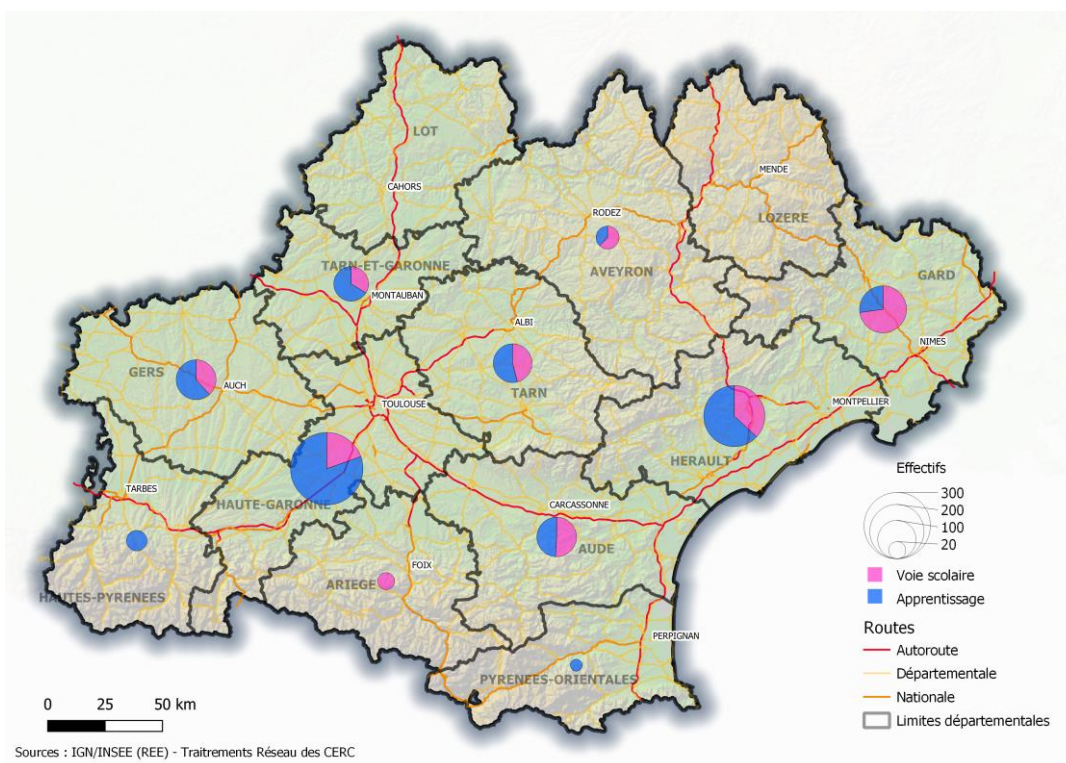 LOT
CAHORS
MENDE
LOZÈRE
RODEZ
AVEYRON
TARN-ET-GARONNE
MONTAUBAN
GARD
NIMES
ALBI
TARN
GERS
AUCH
TOULOUSE
MONTPELLIER
HERAULT
TARBES
HAUTE-GARONNE
CARCASSONNE
AUDE
FOIX
ARIEGE
HAUTES-PYRENEES
PERPIGNAN
PYRENEES-ORIENTALES
Effectifs
300
200
100
20
Voie scolaire
Apprentissage
Routes
Autoroute
Départementale
Nationale
Limites départementales
0 25 50 km
Sources : IGN/INSEE (REE) - Traitements Réseau des CERC